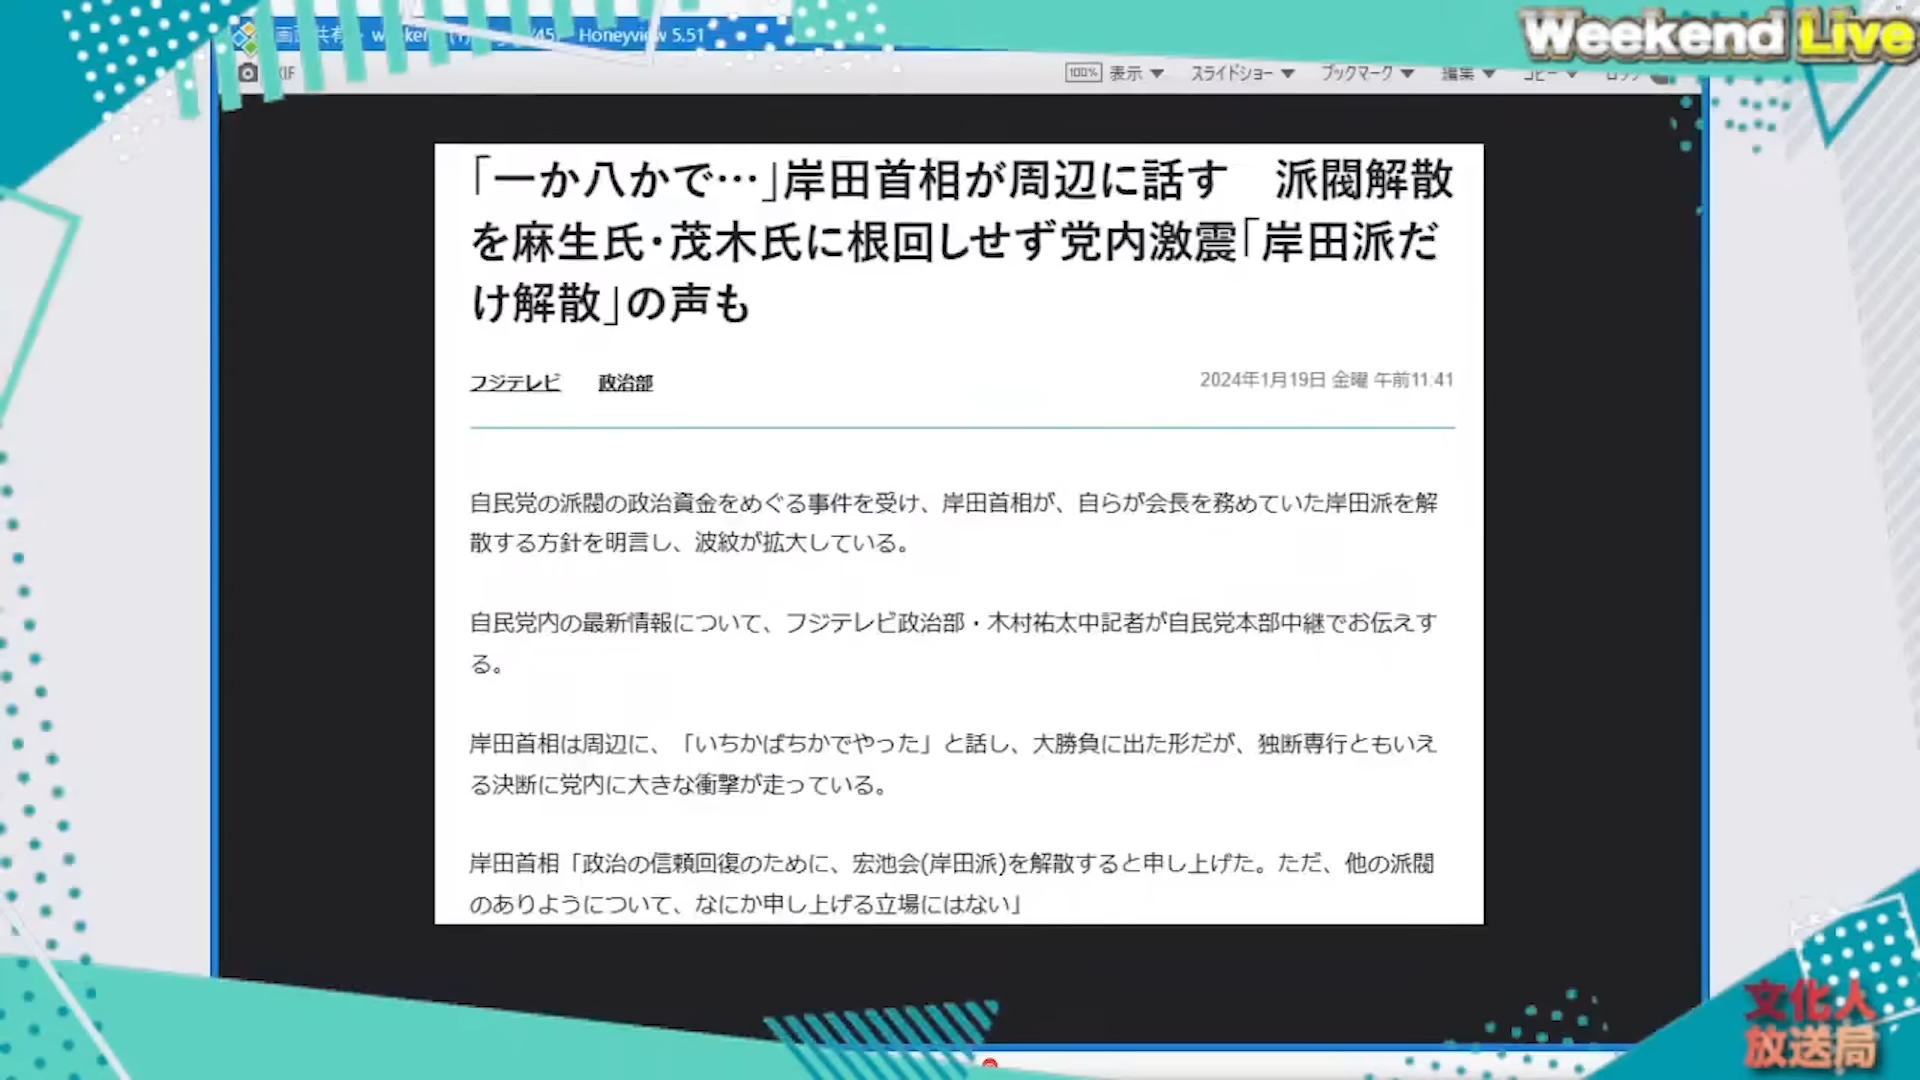 Weekend Live
Honeyview 5.51
100% 表示 スライドショー ブックマーク 編集 コピー
「一か八かで…」岸田首相が周辺に話す　派閥解散
を麻生氏・茂木氏に根回しせず党内激震「岸田派だ
け解散」の声も
フジテレビ 政治部 2024年1月19日 金曜 午前11:41
自民党の派閥の政治資金をめぐる事件を受け、岸田首相が、自らが会長を務めていた岸田派を解
散する方針を明言し、波紋が拡大している。
自民党内の最新情報について、フジテレビ政治部・木村祐太中記者が自民党本部中継でお伝えす
る。
岸田首相は周辺に、「いちかばちかでやった」と話し、大勝負に出た形だが、独断専行ともいえ
る決断に党内に大きな衝撃が走っている。
岸田首相「政治の信頼回復のために、宏池会(岸田派)を解散すると申し上げた。ただ、他の派閥
のありようについて、なにか申し上げる立場にはない」
文化人
放送局